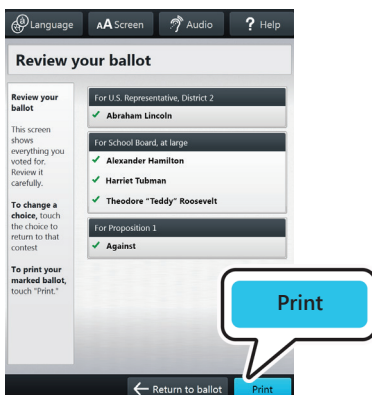 Language
AA Screen
Audio
? Help
Review your ballot
Review your
ballot
This screen
shows
everything you
voted for.
Review it
carefully.
To change a
choice, touch
the choice to
return to that
contest
To print your
marked ballot,
touch "Print."
For U.S. Representative, District 2
Abraham Lincoln
For School Board, at large
Alexander Hamilton
Harriet Tubman
Theodore "Teddy" Roosevelt
For Proposition 1
Against
Print
Return to ballot
Print